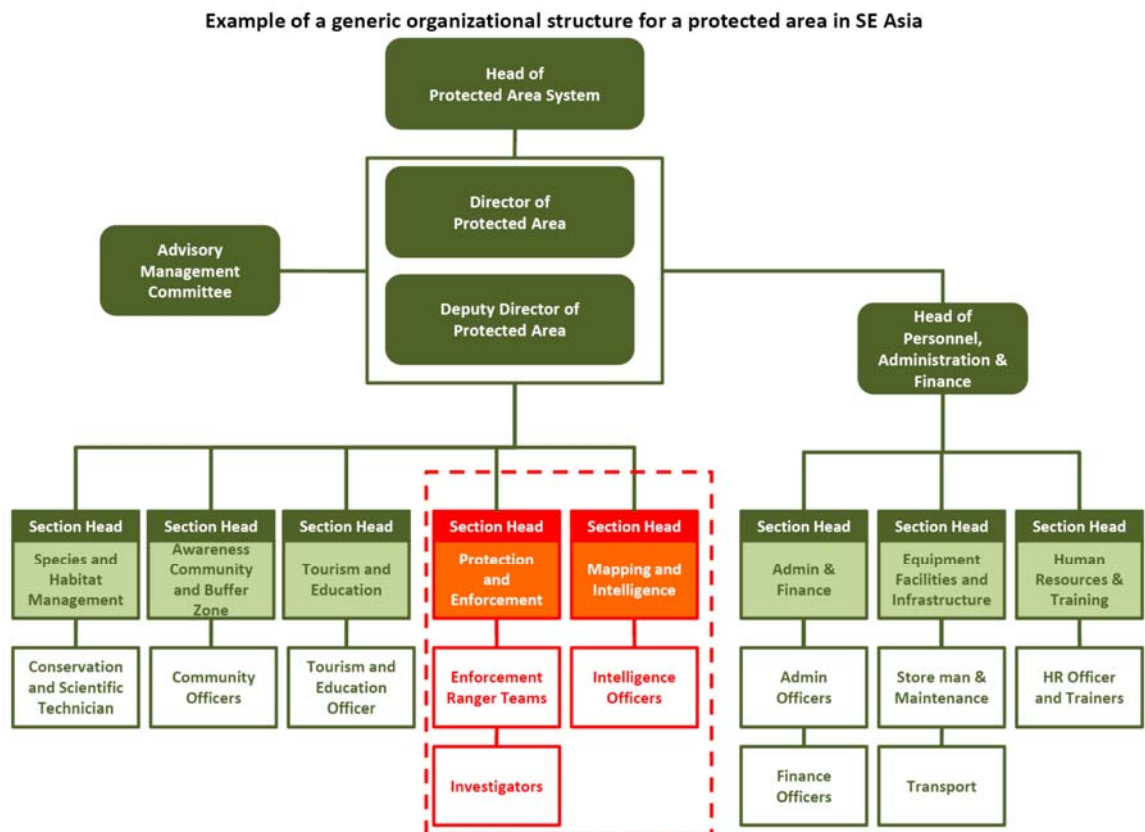 Example of a generic organizational structure for a protected area in SE Asia
Head of
Protected Area System
Director of
Protected Area
Advisory
Management
Committee
Deputy Director of
Protected Area
Head of
Personnel,
Administration &
Finance
Section Head
Species and
Habitat
Management
Conservation
and Scientific
Technician
Section Head
Awareness
Community
and Buffer
Zone
Community
Officers
Section Head
Tourism and
Education
Tourism and
Education
Officer
Section Head
Protection
and
Enforcement
Enforcement
Ranger Teams
Investigators
Section Head
Mapping and
Intelligence
Intelligence
Officers
Section Head
Admin &
Finance
Admin
Officers
Finance
Officers
Section Head
Equipment
Facilities and
Infrastructure
Store man &
Maintenance
Transport
Section Head
Human
Resources &
Training
HR Officer
and Trainers